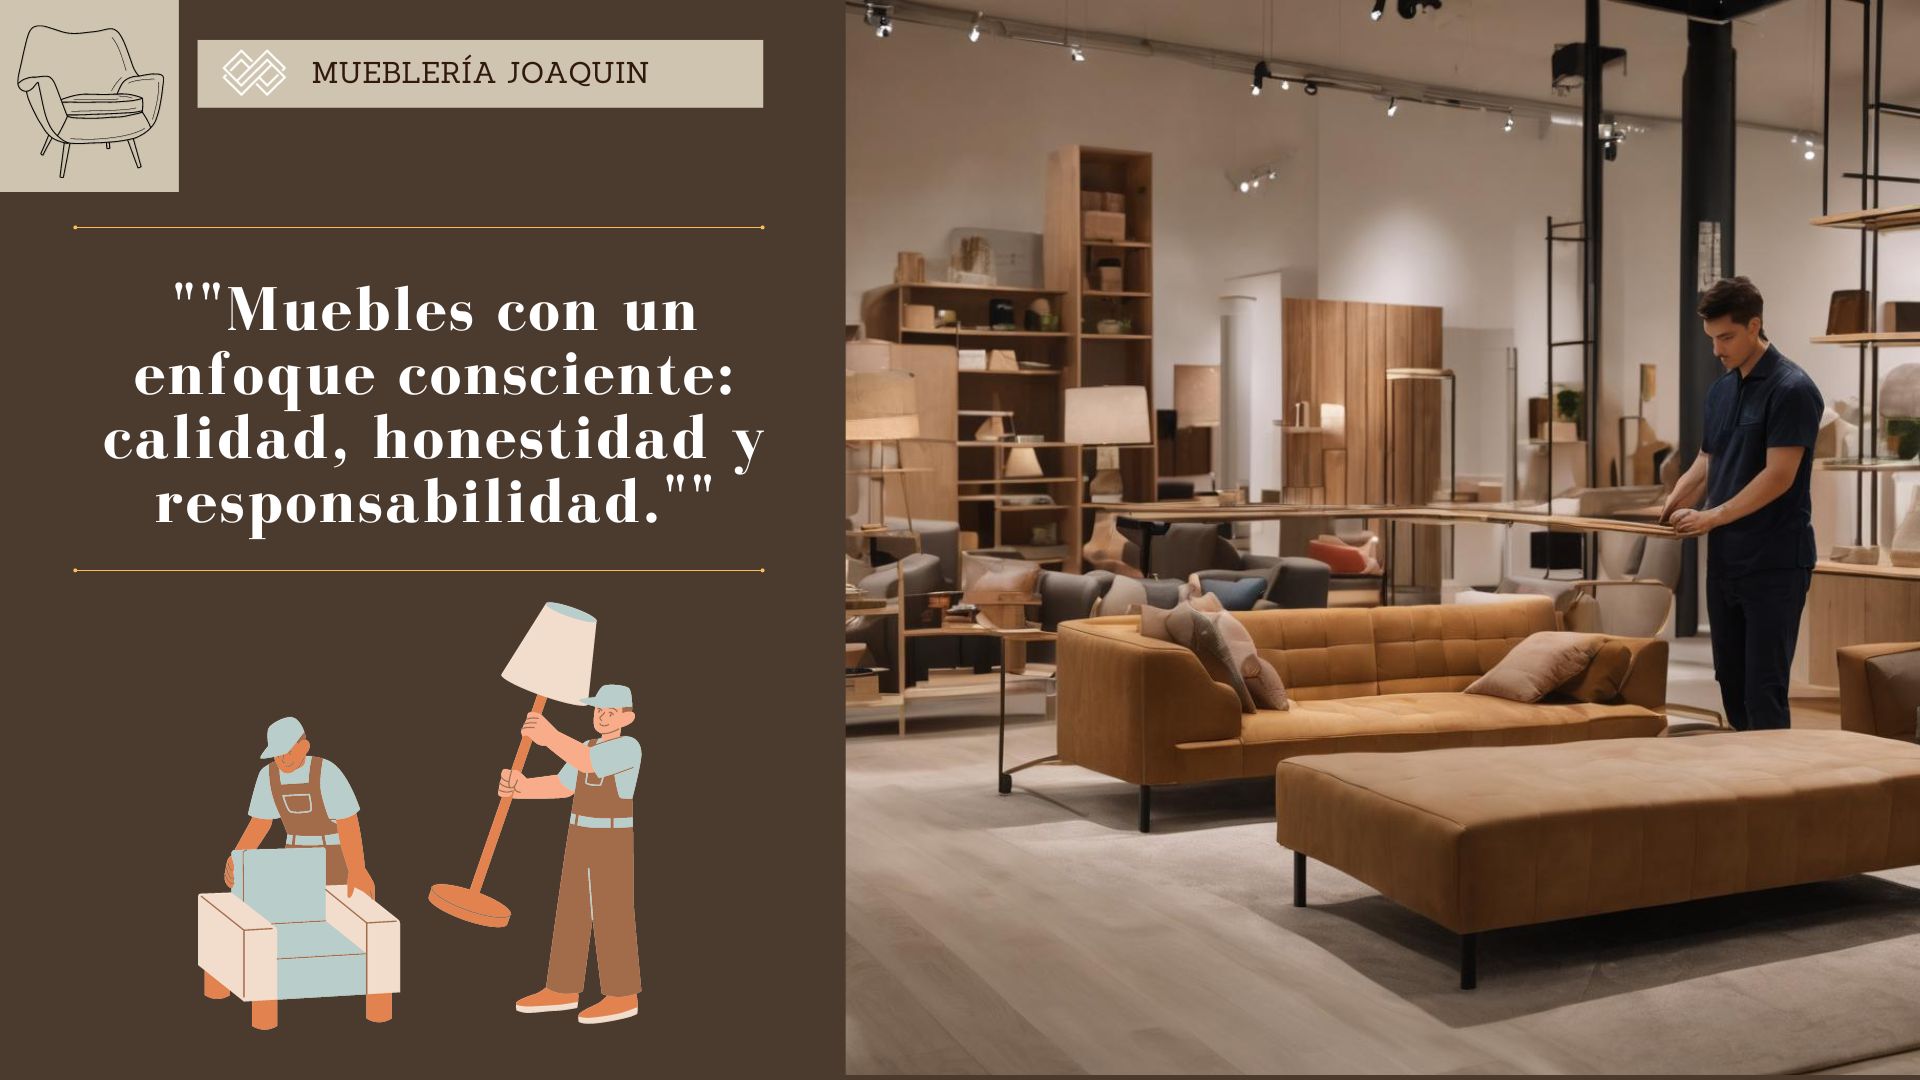 MUEBLERÍA JOAQUIN
""Muebles con un
enfoque consciente:
calidad, honestidad y
responsabilidad.""